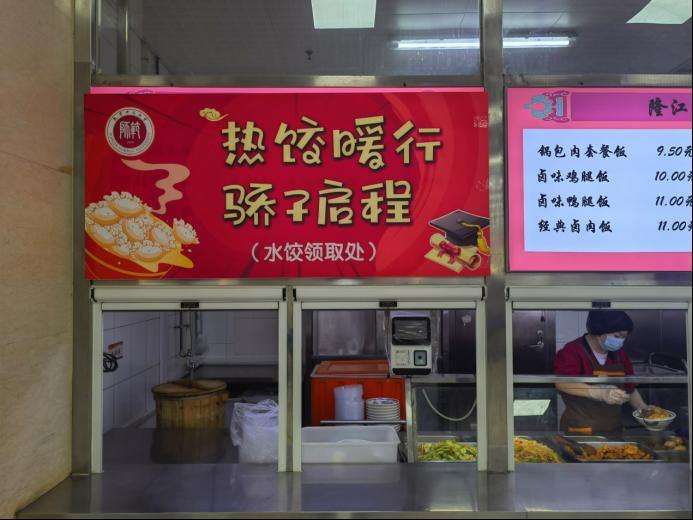 热饺暖行
骄子启程
（水饺领取处）
隆江
锅包肉套餐饭 9.50元
卤味鸡腿饭 10.00元
卤味鸭腿饭 11.00元
经典卤肉饭 11.00元